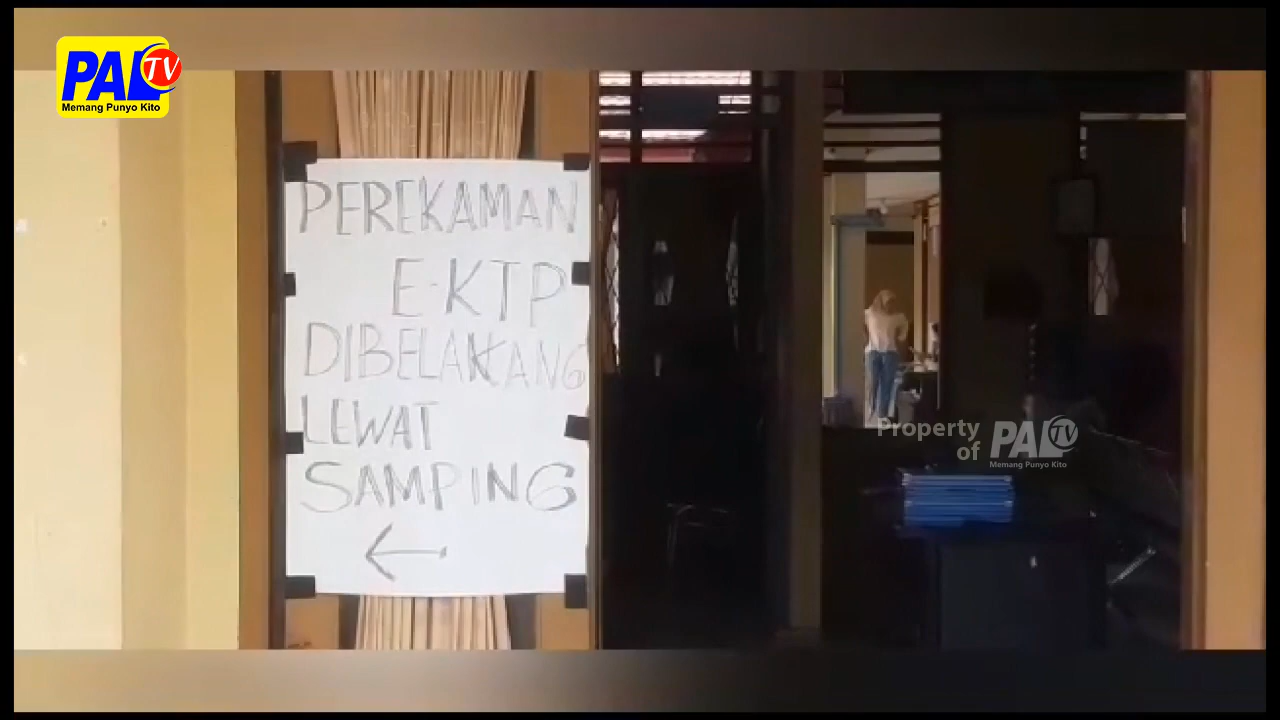 PAL TV
Memang Punyo Kito
PEREKAMAN
E-KTP
DIBELAKANG
LEWAT
SAMPING
Property
of PAL TV
Memang Punyo Kito